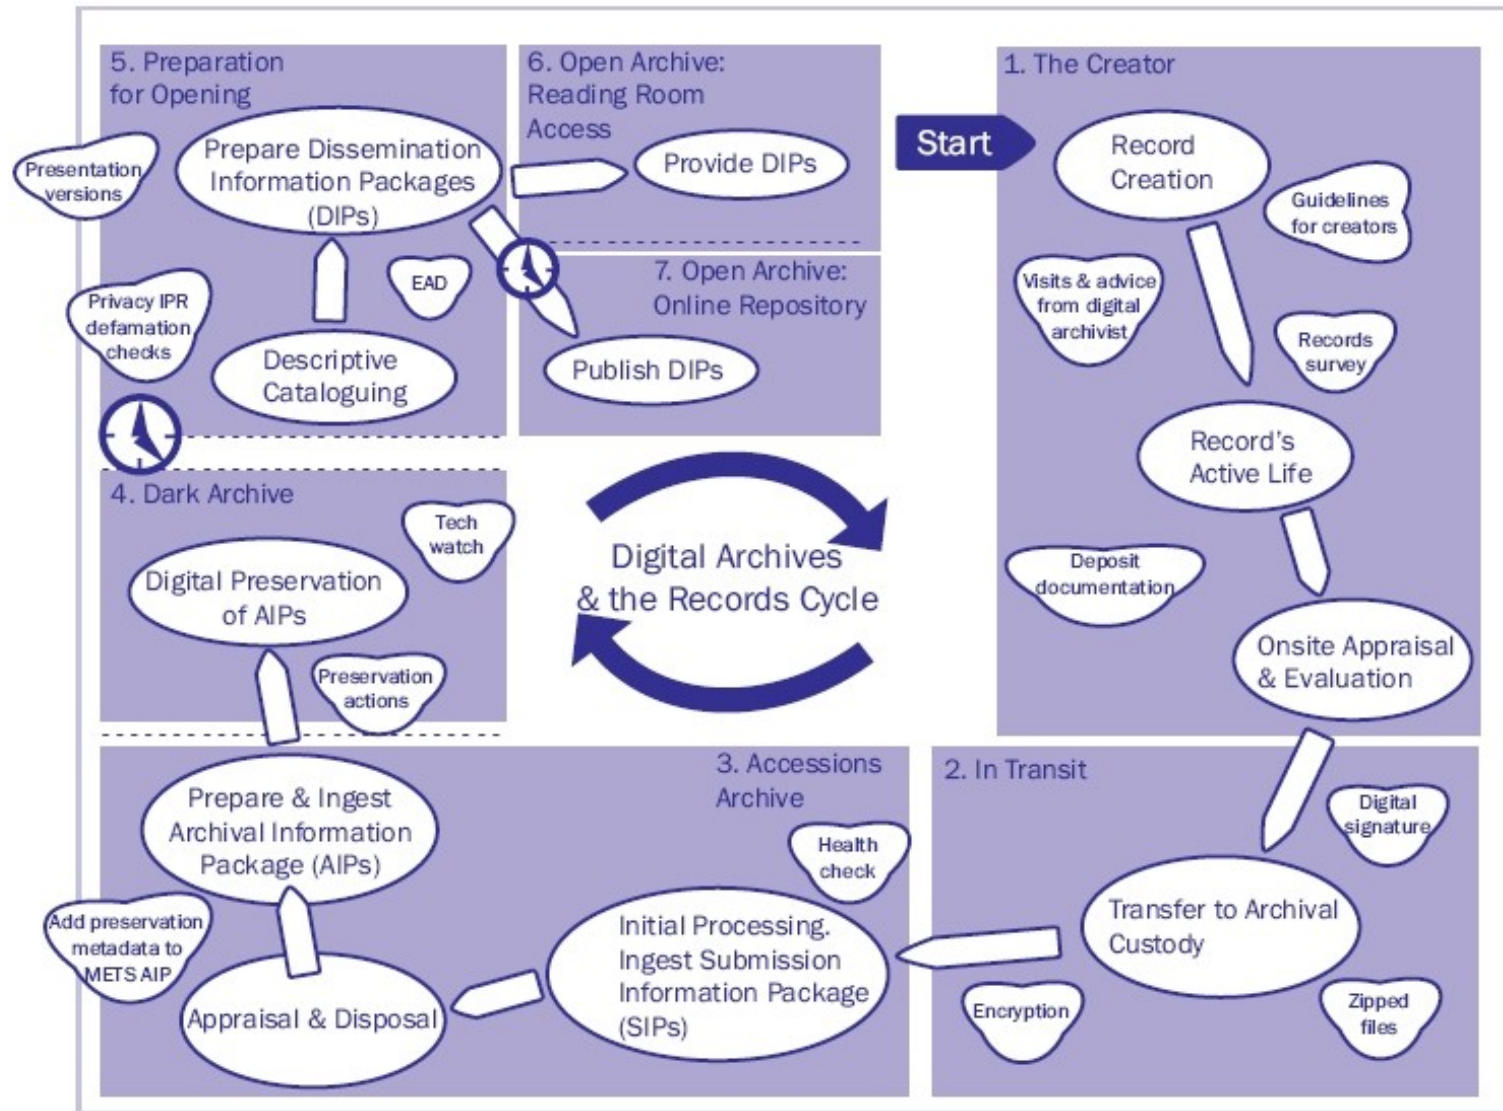 5. Preparation
for Opening
Prepare Dissemination
Information Packages
(DIPs)
Presentation
versions
EAD
Privacy IPR
defamation
checks
Descriptive
Cataloguing
6. Open Archive:
Reading Room
Access
Provide DIPs
7. Open Archive:
Online Repository
Publish DIPs
Start
1. The Creator
Record
Creation
Guidelines
for creators
Visits & advice
from digital
archivist
Records
survey
Record's
Active Life
Deposit
documentation
Onsite Appraisal
& Evaluation
4. Dark Archive
Tech
watch
Digital Preservation
of AIPs
Preservation
actions
Digital Archives
& the Records Cycle
3. Accessions
Archive
Prepare & Ingest
Archival Information
Package (AIPs)
Health
check
Add preservation
metadata to
METS AIP
Initial Processing.
Ingest Submission
Information Package
(SIPs)
Appraisal & Disposal
2. In Transit
Digital
signature
Transfer to Archival
Custody
Encryption
Zipped
files